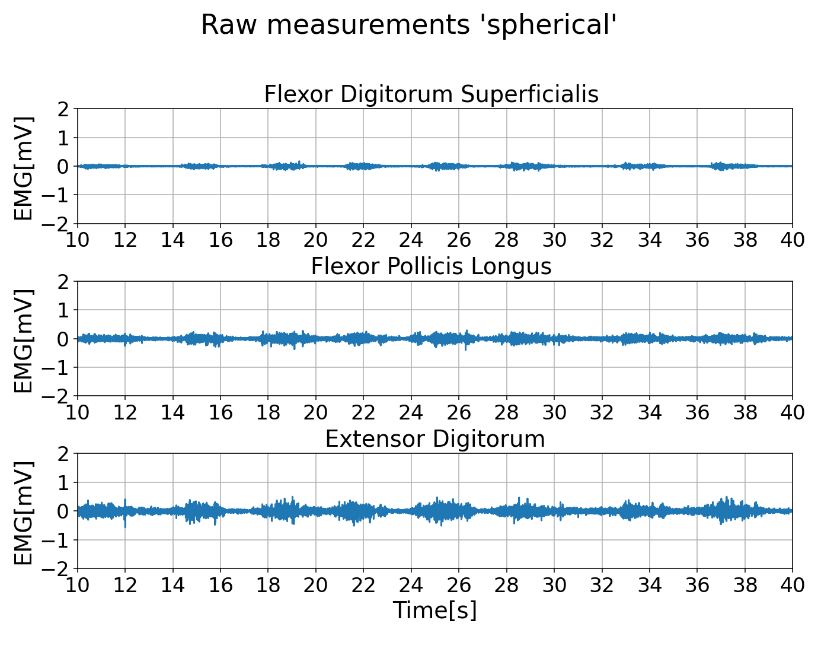 Raw measurements 'spherical'
Flexor Digitorum Superficialis
EMG[mV]
2
1
0
−1
−2
10 12 14 16 18 20 22 24 26 28 30 32 34 36 38 40
Flexor Pollicis Longus
EMG[mV]
2
1
0
−1
−2
10 12 14 16 18 20 22 24 26 28 30 32 34 36 38 40
Extensor Digitorum
EMG[mV]
2
1
0
−1
−2
10 12 14 16 18 20 22 24 26 28 30 32 34 36 38 40
Time[s]